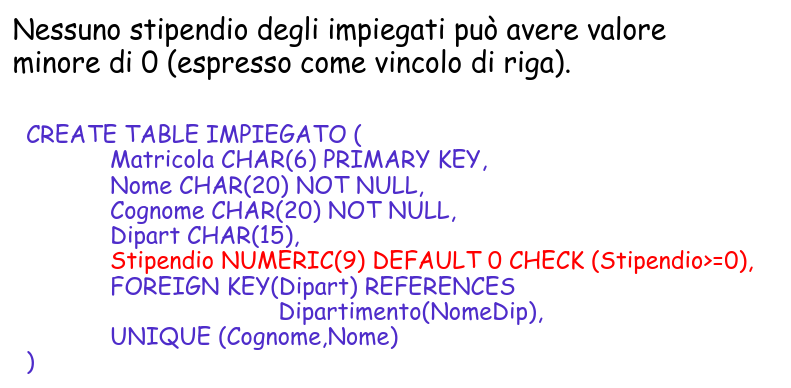 Nessuno stipendio degli impiegati può avere valore
minore di 0 (espresso come vincolo di riga).
CREATE TABLE IMPIEGATO (
Matricola CHAR(6) PRIMARY KEY,
Nome CHAR(20) NOT NULL,
Cognome CHAR(20) NOT NULL,
Dipart CHAR(15),
Stipendio NUMERIC(9) DEFAULT 0 CHECK (Stipendio>=0),
FOREIGN KEY(Dipart) REFERENCES
Dipartimento(NomeDip),
UNIQUE (Cognome,Nome)
)